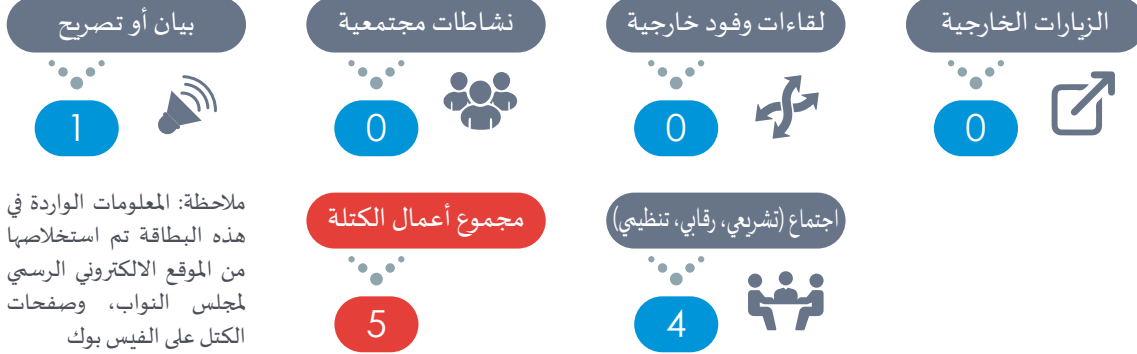 الزيارات الخارجية
0
لقاءات وفود خارجية
0
نشاطات مجتمعية
0
بيان أو تصريح
1
اجتماع (تشريعي، رقابي، تنظيمي)
4
مجموع أعمال الكتلة
5
ملاحظة: المعلومات الواردة في
هذه البطاقة تم استخلاصها
من الموقع الالكتروني الرسمي
لمجلس النواب، وصفحات
الكتل على الفيس بوك